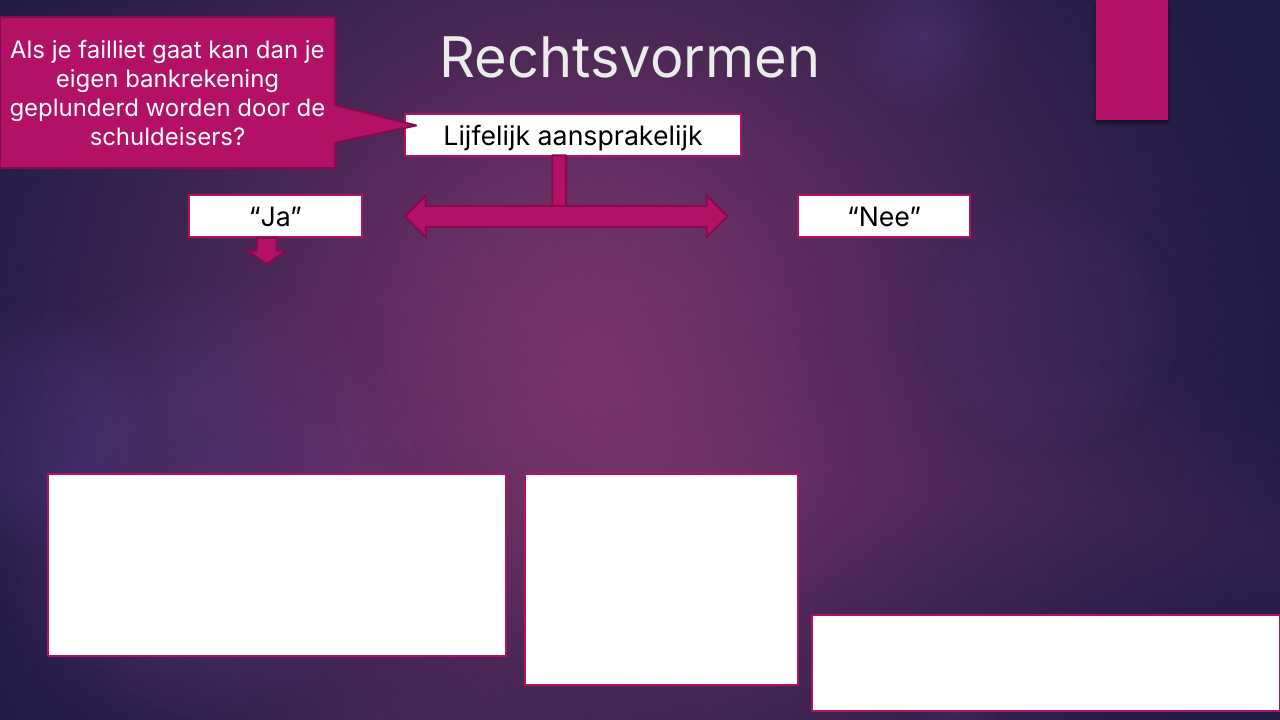 Als je failliet gaat kan dan je
eigen bankrekening
geplunderd worden door de
schuldeisers?
Rechtsvormen
Lijfelijk aansprakelijk
“Ja”
“Nee”